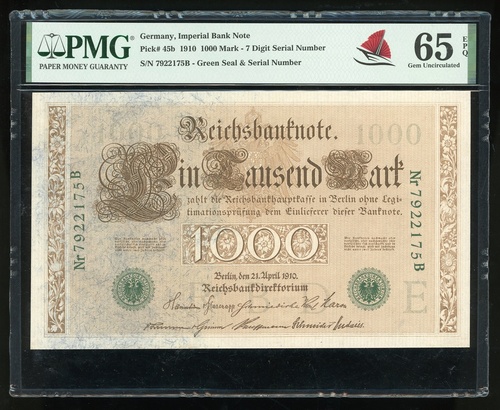 PMG
PAPER MONEY GUARANTY
Germany, Imperial Bank Note
Pick# 45b 1910 1000 Mark - 7 Digit Serial Number
S/N 7922175B - Green Seal & Serial Number
65 EPQ
Gem Uncirculated
1000
Reichsbanknote.
Ein Tausend Mark
zahlt die Reichsbankhauptkasse in Berlin ohne Legi-
timationsprüfung dem Einlieferer dieser Banknote.
Nr 7922175B
Nr 7922175B
1000
Berlin, den 21. April 1910.
Reichsbankdirektorium
E